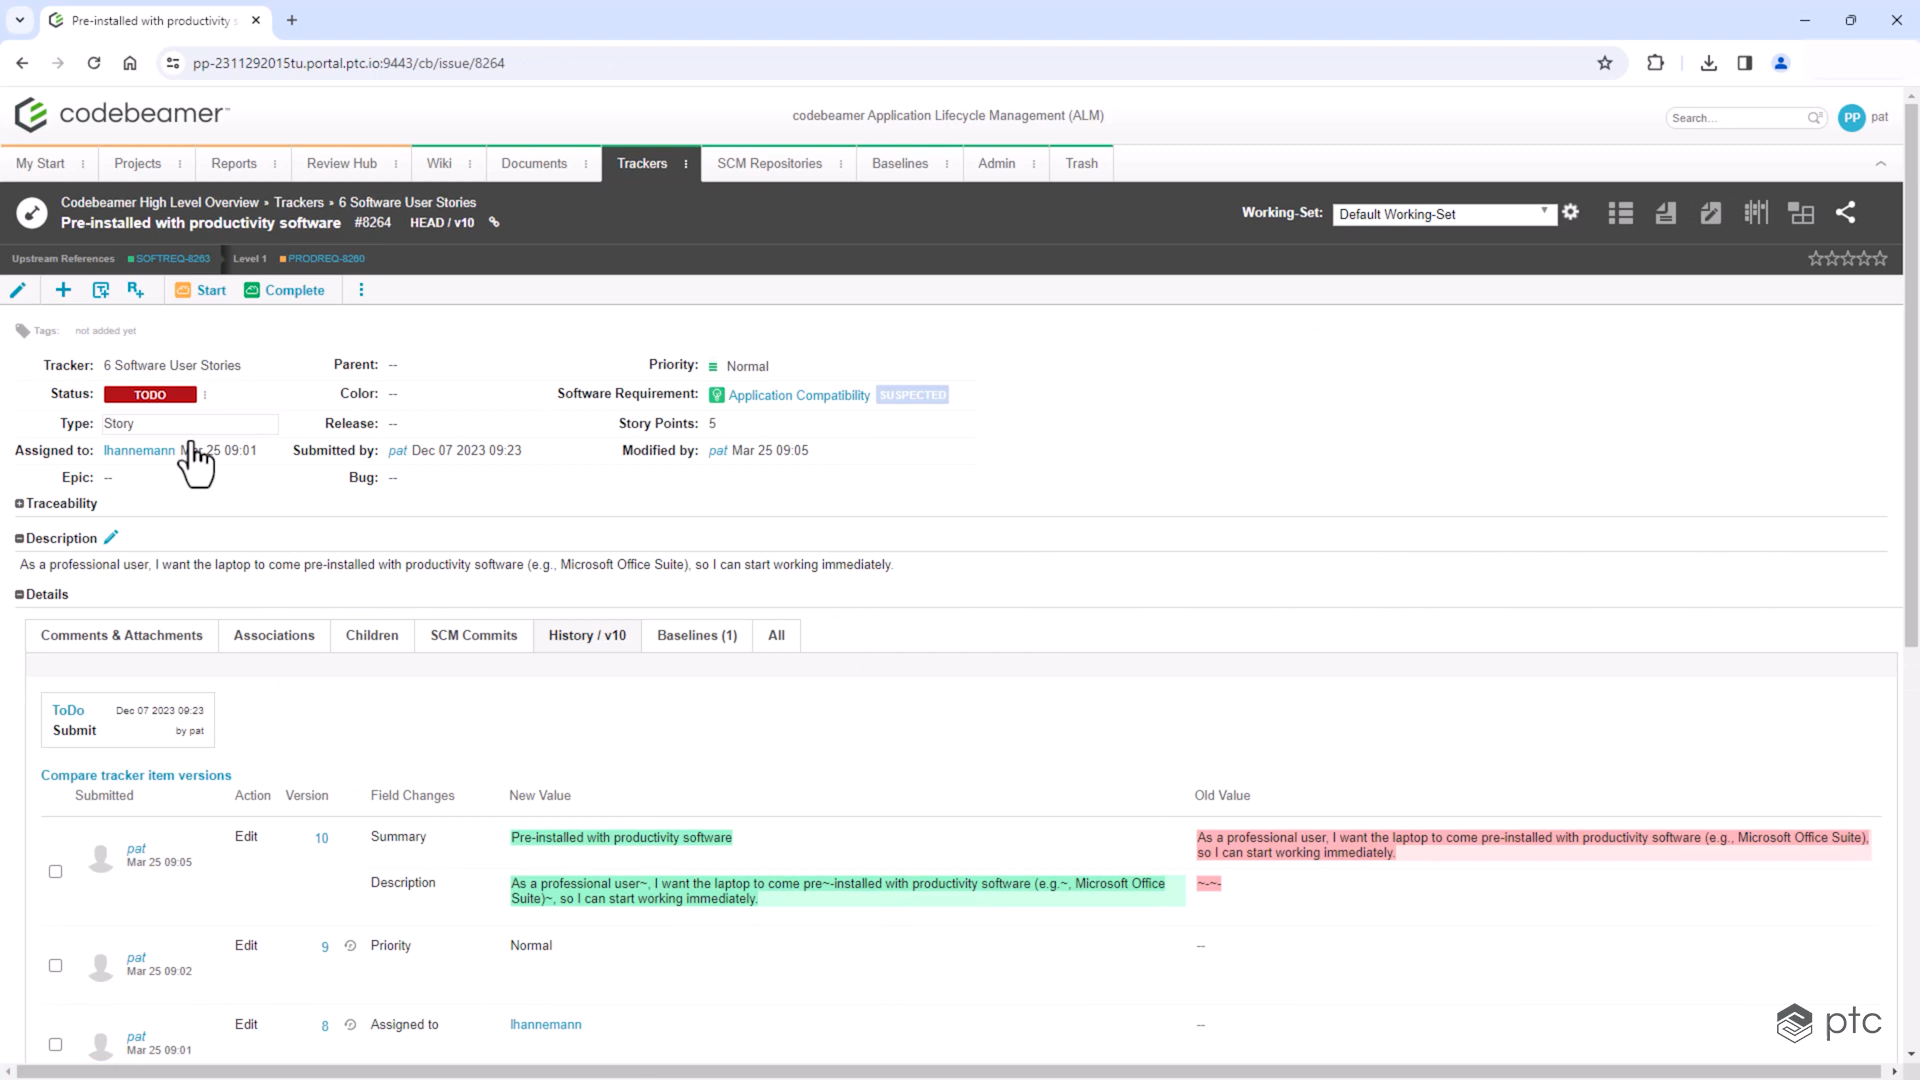 Pre-installed with productivity s
pp-2311292015tu.portal.ptc.io:9443/cb/issue/8264
codebeamer™
codebeamer Application Lifecycle Management (ALM)
Search...
PP pat
My Start Projects Reports Review Hub Wiki Documents Trackers SCM Repositories Baselines Admin Trash
Codebeamer High Level Overview » Trackers » 6 Software User Stories
Pre-installed with productivity software #8264 HEAD / v10
Working-Set: Default Working-Set
Upstream References SOFTREQ-8263 Level 1 PRODREQ-8260
R+ Start Complete
Tags: not added yet
Tracker: 6 Software User Stories Parent: -- Priority: Normal
Status: TODO Color: -- Software Requirement: Application Compatibility SUSPECTED
Type: Story Release: -- Story Points: 5
Assigned to: lhannemann Mar 25 09:01 Submitted by: pat Dec 07 2023 09:23 Modified by: pat Mar 25 09:05
Epic: -- Bug: --
Traceability
Description
As a professional user, I want the laptop to come pre-installed with productivity software (e.g., Microsoft Office Suite), so I can start working immediately.
Details
Comments & Attachments Associations Children SCM Commits History / v10 Baselines (1) All
ToDo Dec 07 2023 09:23
Submit by pat
Compare tracker item versions
Submitted Action Version Field Changes New Value Old Value
pat Mar 25 09:05 Edit 10 Summary Pre-installed with productivity software As a professional user, I want the laptop to come pre-installed with productivity software (e.g., Microsoft Office Suite),
so I can start working immediately.
Description As a professional user~, I want the laptop to come pre~-installed with productivity software (e.g.~, Microsoft Office ~-~-
Suite)~, so I can start working immediately.
pat Mar 25 09:02 Edit 9 Priority Normal --
pat Mar 25 09:01 Edit 8 Assigned to lhannemann --
ptc